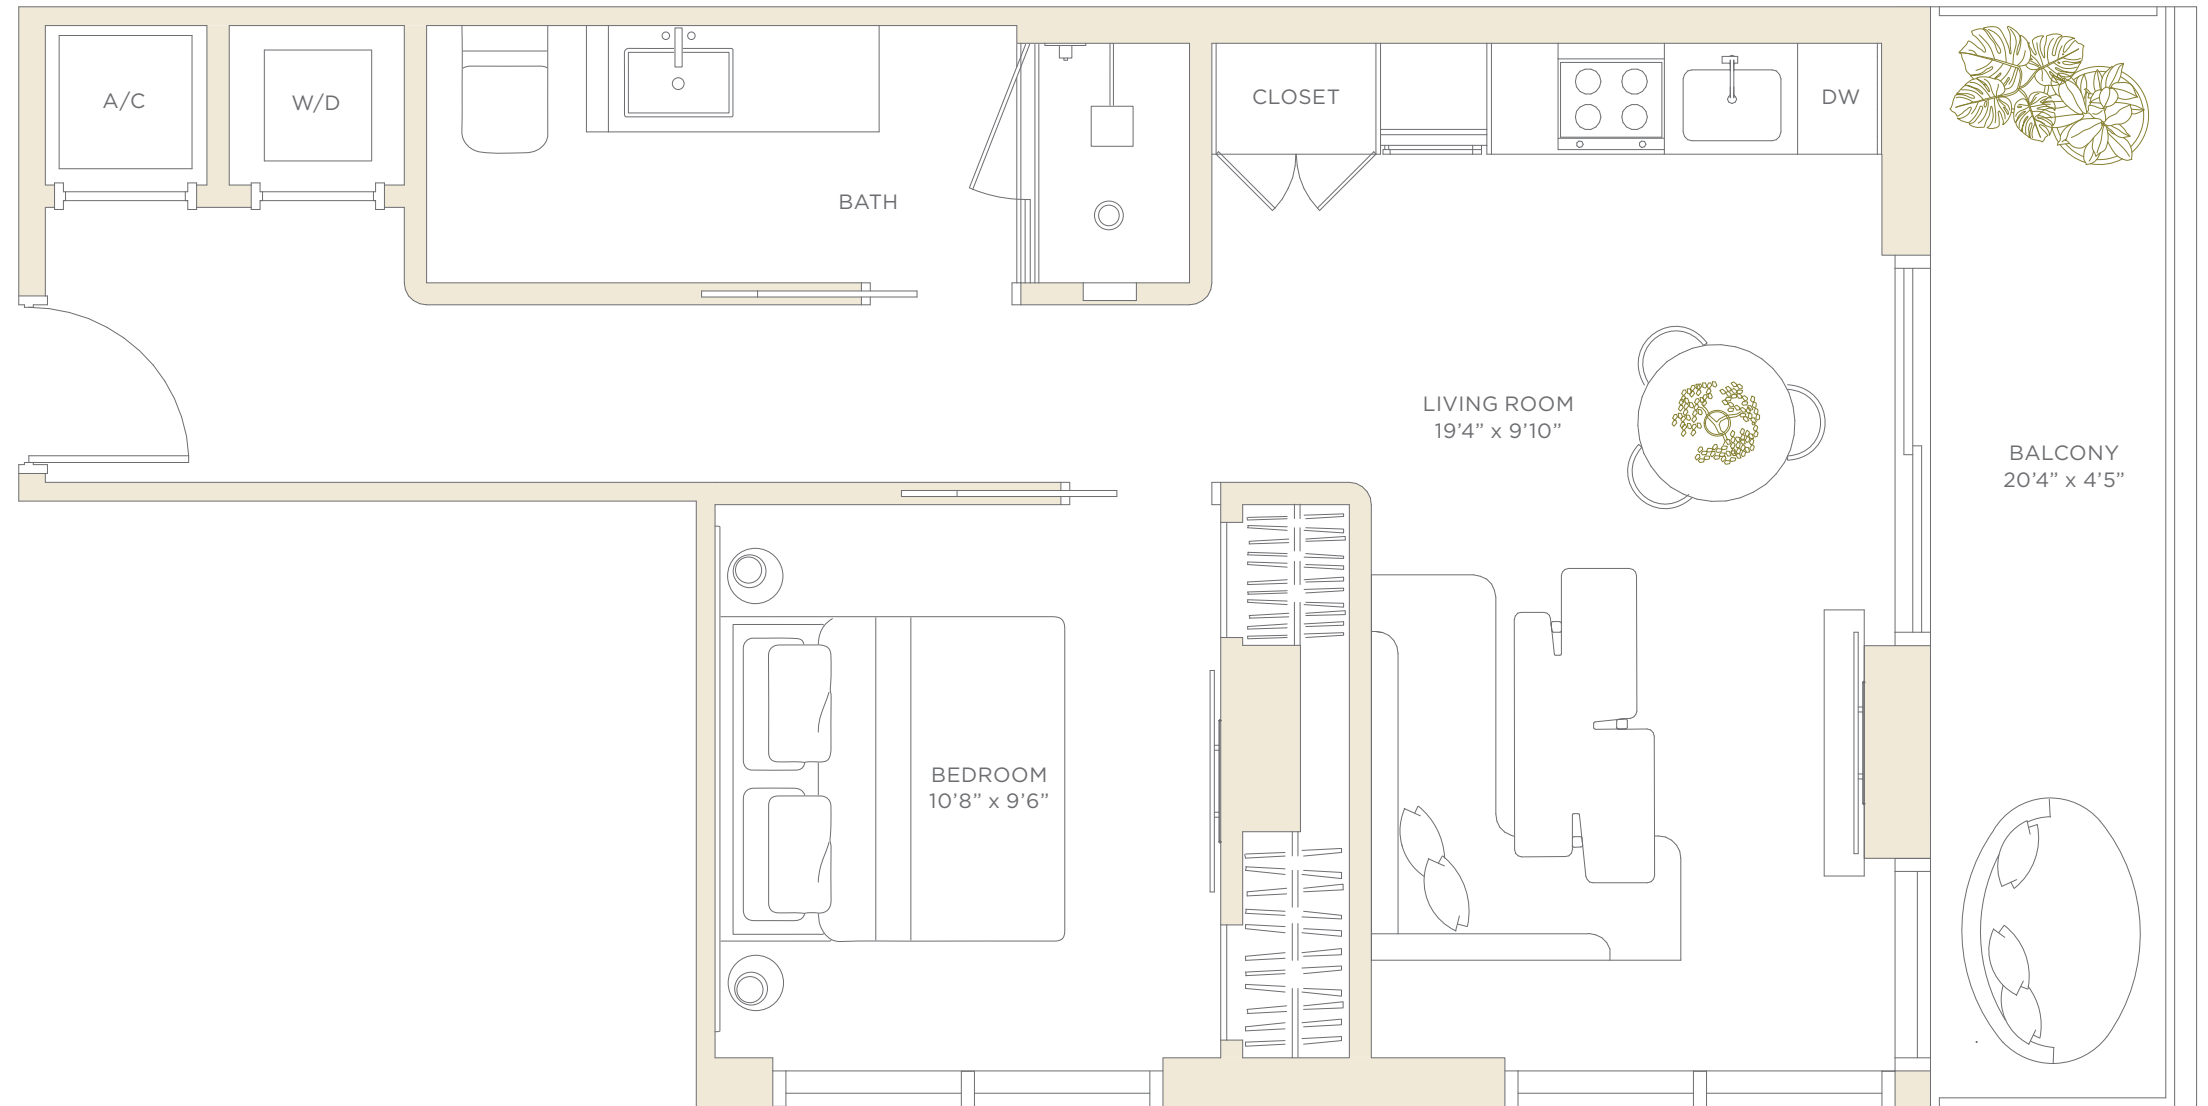 A/C
W/D
BATH
CLOSET
DW
LIVING ROOM
19’4” x 9’10”
BALCONY
20’4” x 4’5”
BEDROOM
10’8” x 9’6”